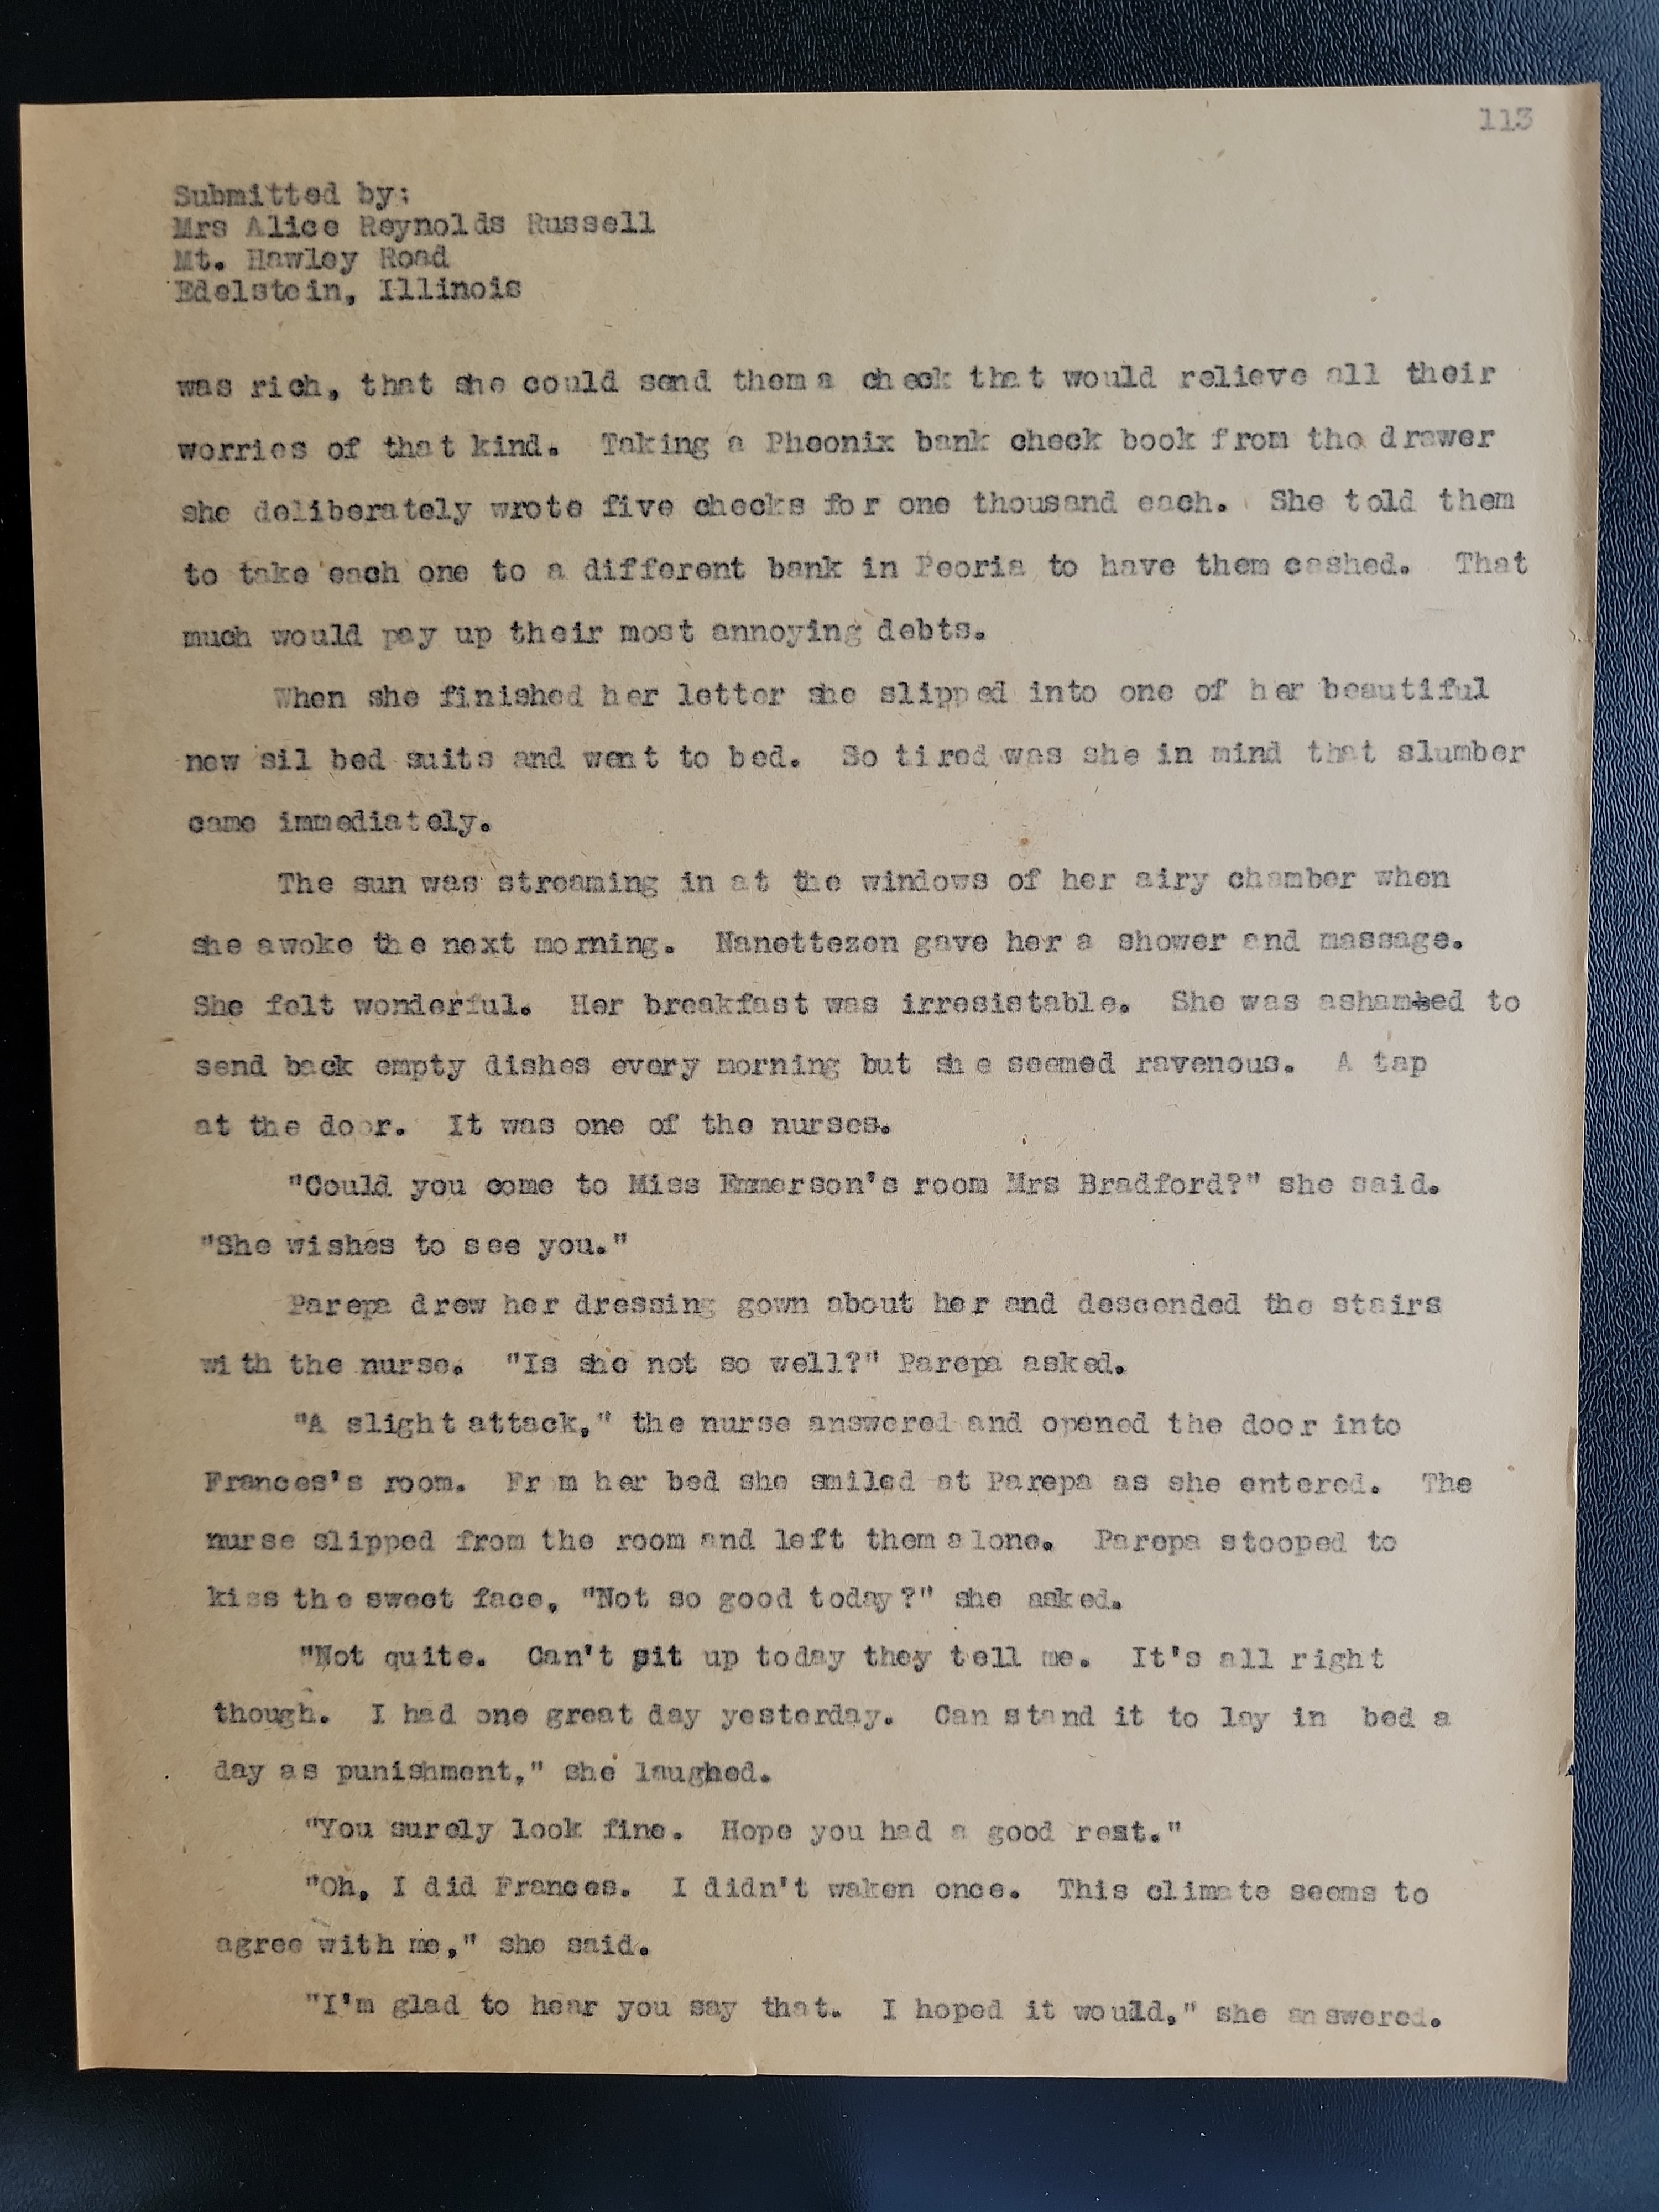 113
Submitted by:
Mrs Alice Reynolds Russell
Mt. Hawley Road
Edelstein, Illinois
was rich, that she could send them a check that would relieve all their
worries of that kind.  Taking a Pheonix bank check book from the drawer
she deliberately wrote five checks for one thousand each.  She told them
to take each one to a different bank in Peoria to have them cashed.  That
much would pay up their most annoying debts.
When she finished her letter she slipped into one of her beautiful
new sil bed suits and went to bed.  So tired was she in mind that slumber
came immediately.
The sun was streaming in at the windows of her airy chamber when
she awoke the next morning.  Nanettezen gave her a shower and massage.
She felt wonderful.  Her breakfast was irresistable.  She was ashamed to
send back empty dishes every morning but she seemed ravenous.  A tap
at the door.  It was one of the nurses.
"Could you come to Miss Emmerson's room Mrs Bradford?" she said.
"She wishes to see you."
Parepa drew her dressing gown about her and descended the stairs
with the nurse.  "Is she not so well?" Parepa asked.
"A slight attack," the nurse answered and opened the door into
Frances's room.  Fr m her bed she smiled at Parepa as she entered.  The
nurse slipped from the room and left them alone.  Parepa stooped to
kiss the sweet face, "Not so good today?" she asked.
"Not quite.  Can't sit up today they tell me.  It's all right
though.  I had one great day yesterday.  Can stand it to lay in bed a
day as punishment," she laughed.
"You surely look fine.  Hope you had a good rest."
"Oh, I did Frances.  I didn't waken once.  This climate seems to
agree with me," she said.
"I'm glad to hear you say that.  I hoped it would," she answered.